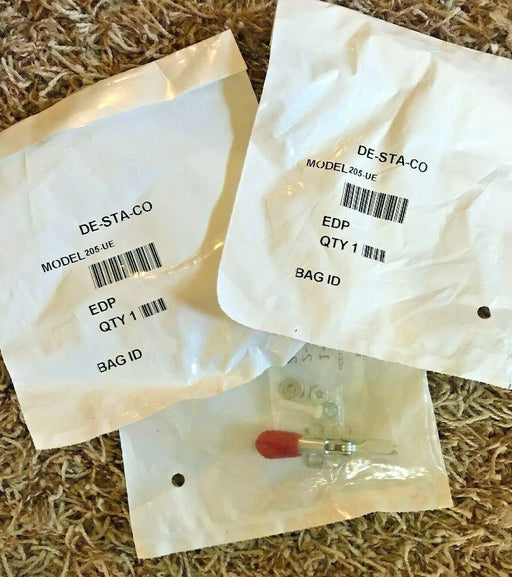 DE-STA-CO
MODEL 205-UE
EDP
QTY 1
BAG ID
DE-STA-CO
MODEL 205-UE
EDP
QTY 1
BAG ID